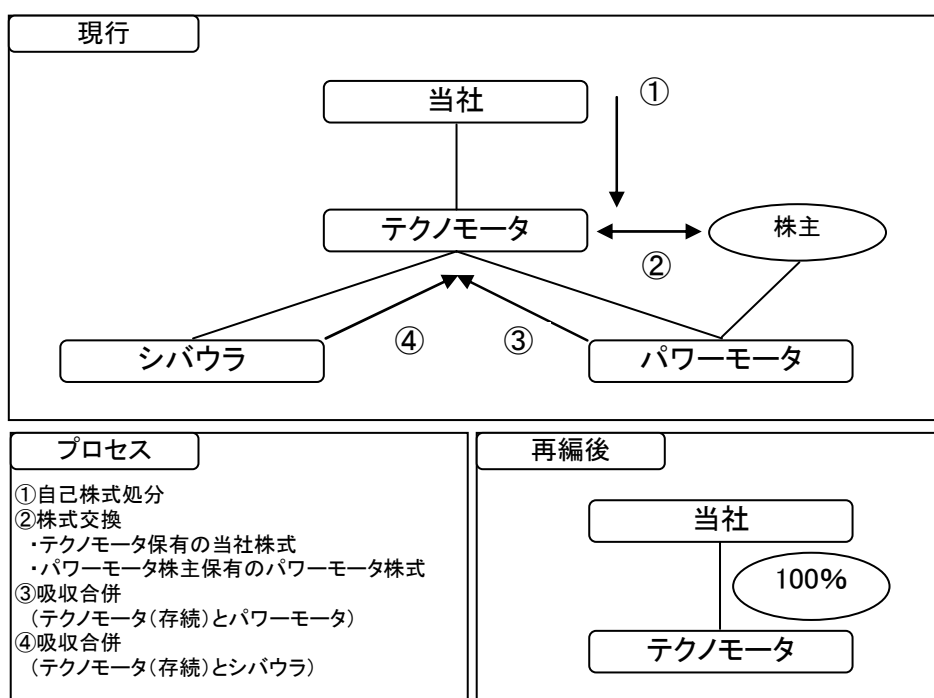 現行
当社
①
テクノモータ
株主
②
④
③
シバウラ
パワーモータ
プロセス
①自己株式処分
②株式交換
・テクノモータ保有の当社株式
・パワーモータ株主保有のパワーモータ株式
③吸収合併
（テクノモータ（存続）とパワーモータ）
④吸収合併
（テクノモータ（存続）とシバウラ）
再編後
当社
100%
テクノモータ